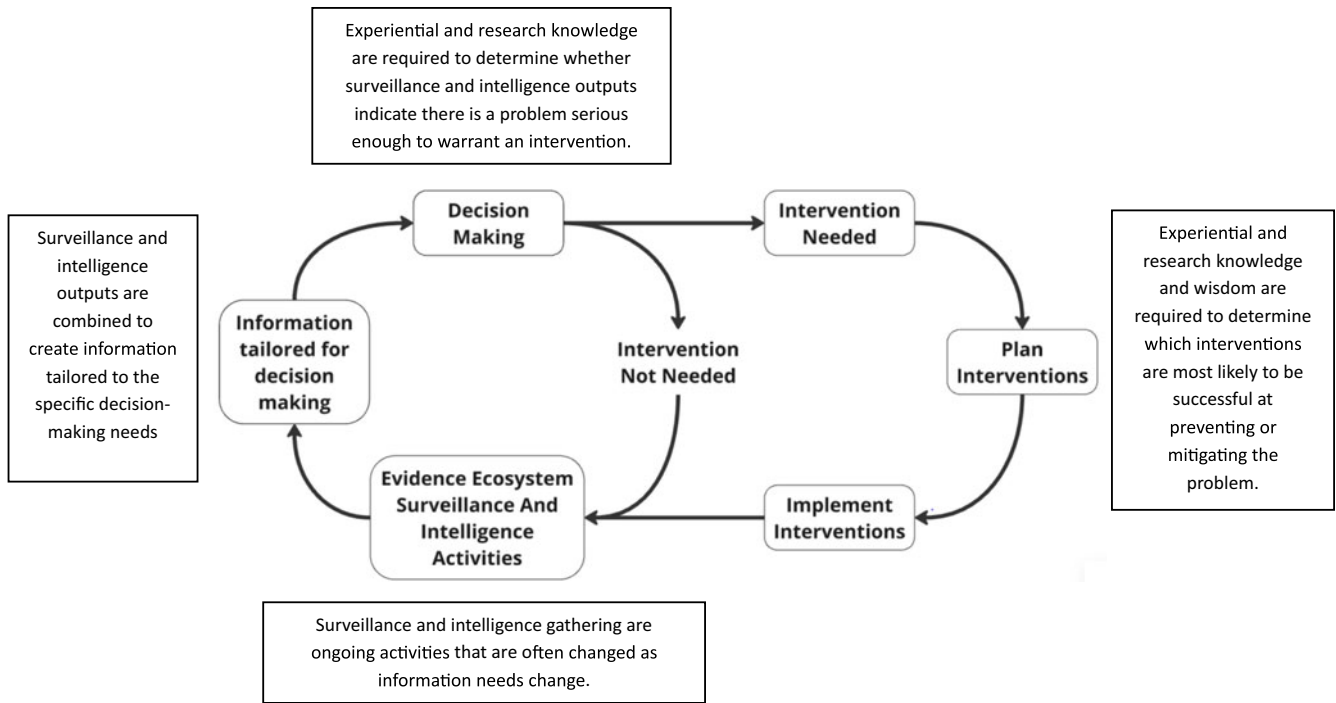 Experiential and research knowledge
are required to determine whether
surveillance and intelligence outputs
indicate there is a problem serious
enough to warrant an intervention.
Surveillance and
intelligence
outputs are
combined to
create information
tailored to the
specific decision-
making needs
Decision
Making
Intervention
Needed
Experiential and
research knowledge
and wisdom are
required to determine
which interventions
are most likely to be
successful at
preventing or
mitigating the
problem.
Information
tailored for
decision
making
Intervention
Not Needed
Plan
Interventions
Evidence Ecosystem
Surveillance And
Intelligence
Activities
Implement
Interventions
Surveillance and intelligence gathering are
ongoing activities that are often changed as
information needs change.